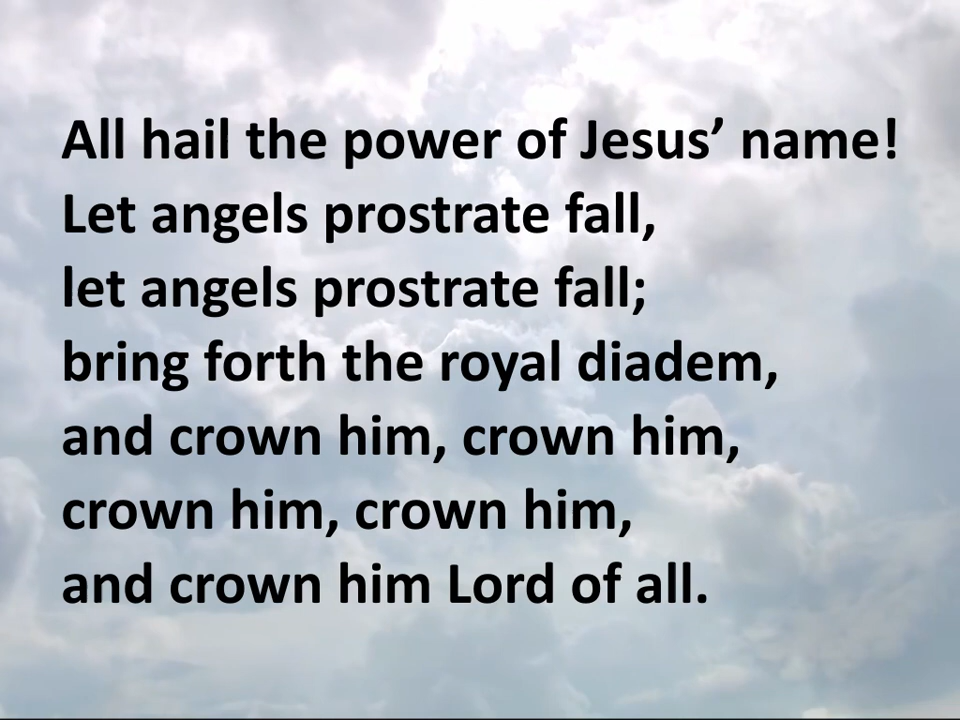 All hail the power of Jesus’ name!
Let angels prostrate fall,
let angels prostrate fall;
bring forth the royal diadem,
and crown him, crown him,
crown him, crown him,
and crown him Lord of all.